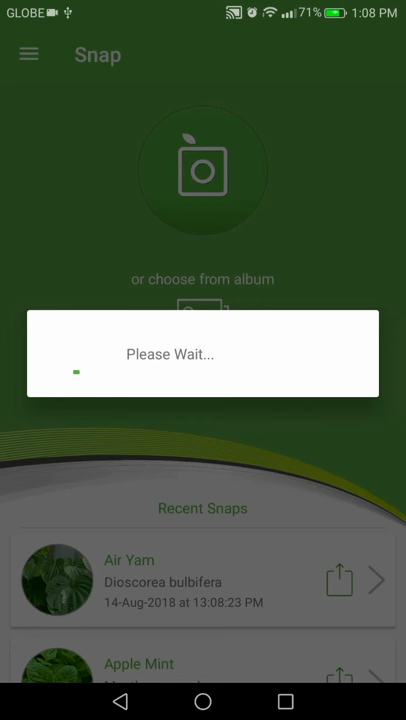 GLOBE
71%
1:08 PM
Snap
or choose from album
Please Wait...
Recent Snaps
Air Yam
Dioscorea bulbifera
14-Aug-2018 at 13:08:23 PM
Apple Mint